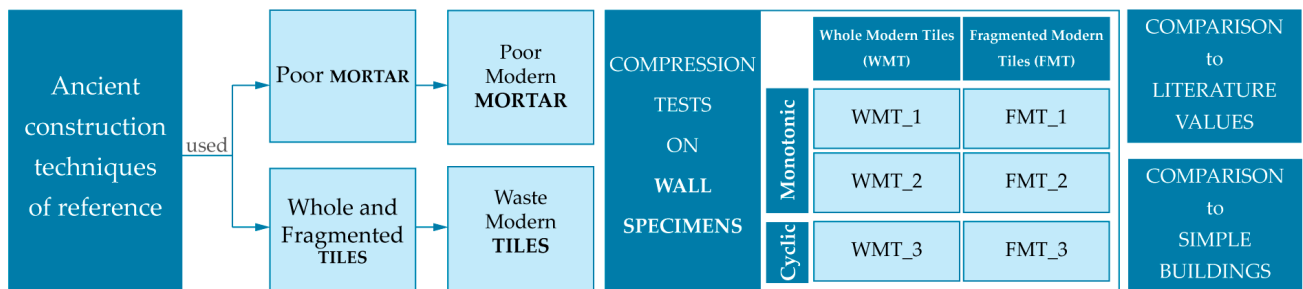 Ancient
construction
techniques
of reference
used
Poor MORTAR
Whole and
Fragmented
TILES
Poor
Modern
MORTAR
Waste
Modern
TILES
COMPRESSION
TESTS
ON
WALL
SPECIMENS
Whole Modern Tiles
(WMT)
Fragmented Modern
Tiles (FMT)
Monotonic
WMT_1
FMT_1
WMT_2
FMT_2
Cyclic
WMT_3
FMT_3
COMPARISON
to
LITERATURE
VALUES
COMPARISON
to
SIMPLE
BUILDINGS